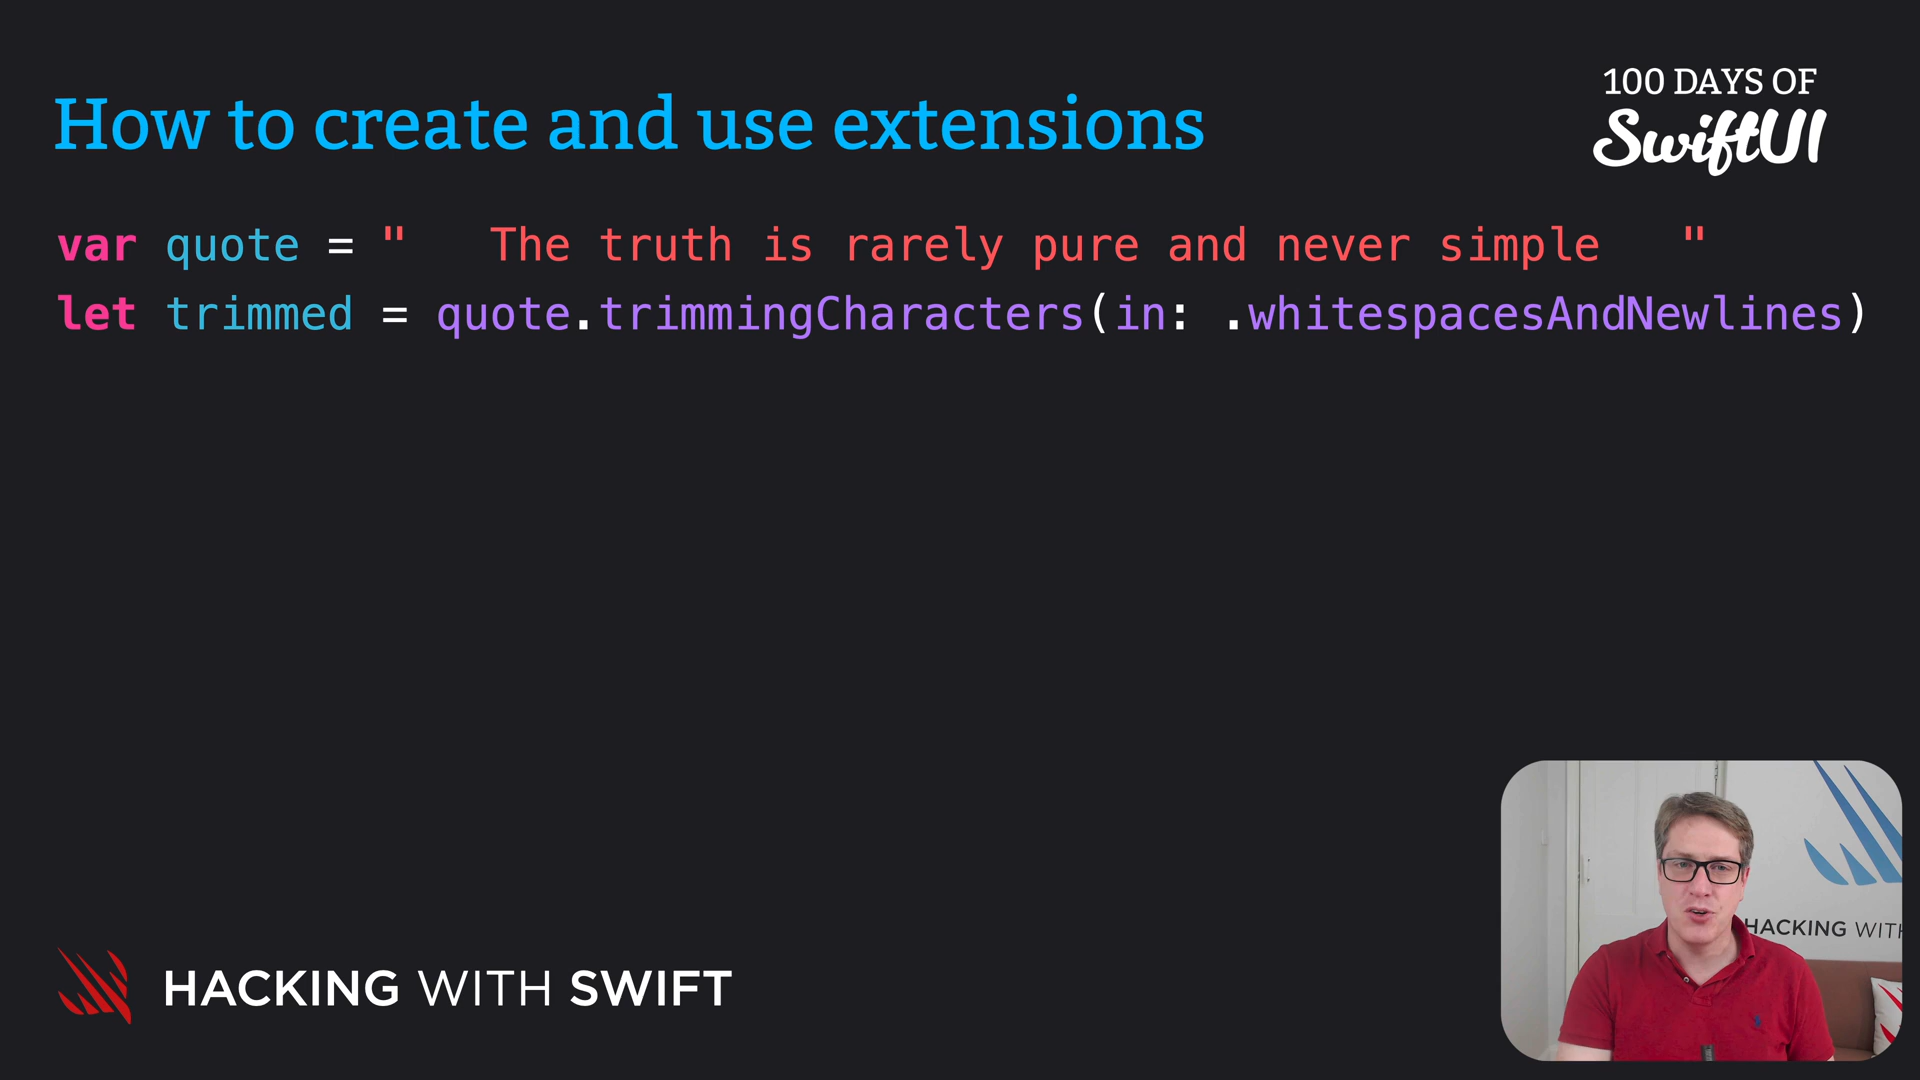 How to create and use extensions
100 DAYS OF
SwiftUI
var quote = "   The truth is rarely pure and never simple   "
let trimmed = quote.trimmingCharacters(in: .whitespacesAndNewlines)
HACKING WITH
HACKING WITH SWIFT